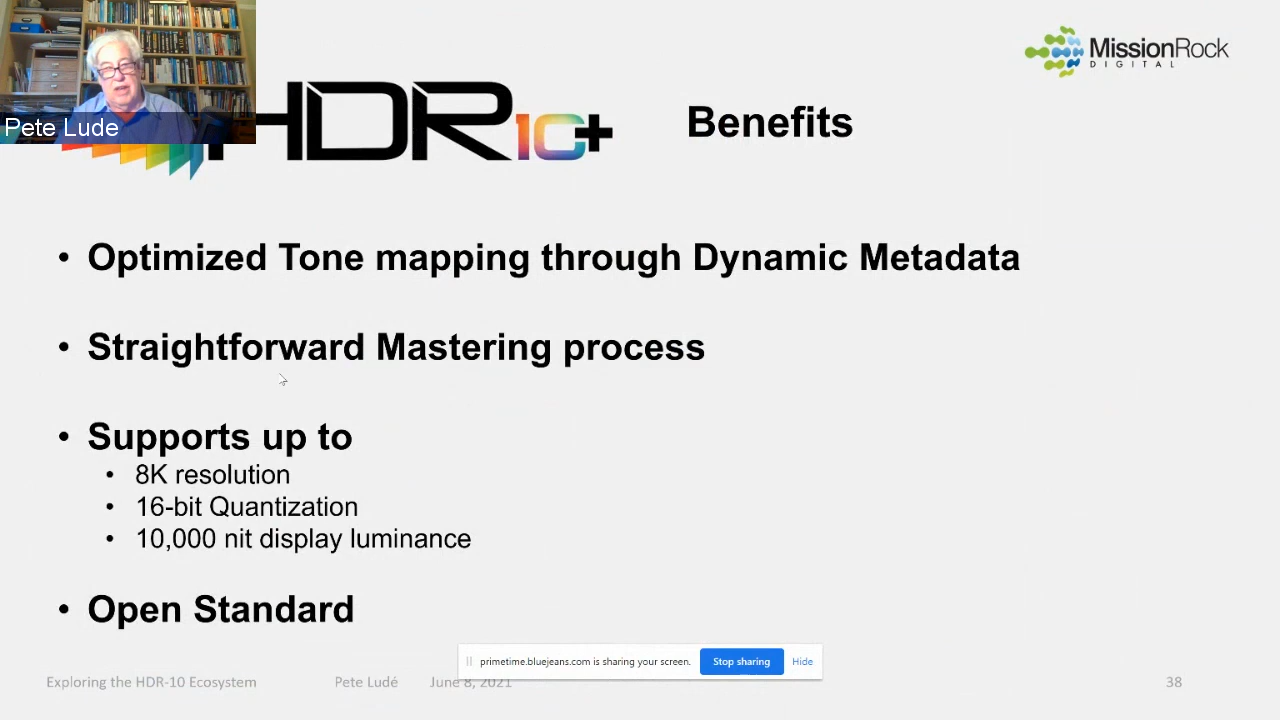 MissionRock
DIGITAL
Pete Lude
HDR10+
Benefits
• Optimized Tone mapping through Dynamic Metadata
• Straightforward Mastering process
• Supports up to
• 8K resolution
• 16-bit Quantization
• 10,000 nit display luminance
• Open Standard
primetime.bluejeans.com is sharing your screen. Stop sharing Hide
Exploring the HDR-10 Ecosystem Pete Ludé June 8, 2021 38